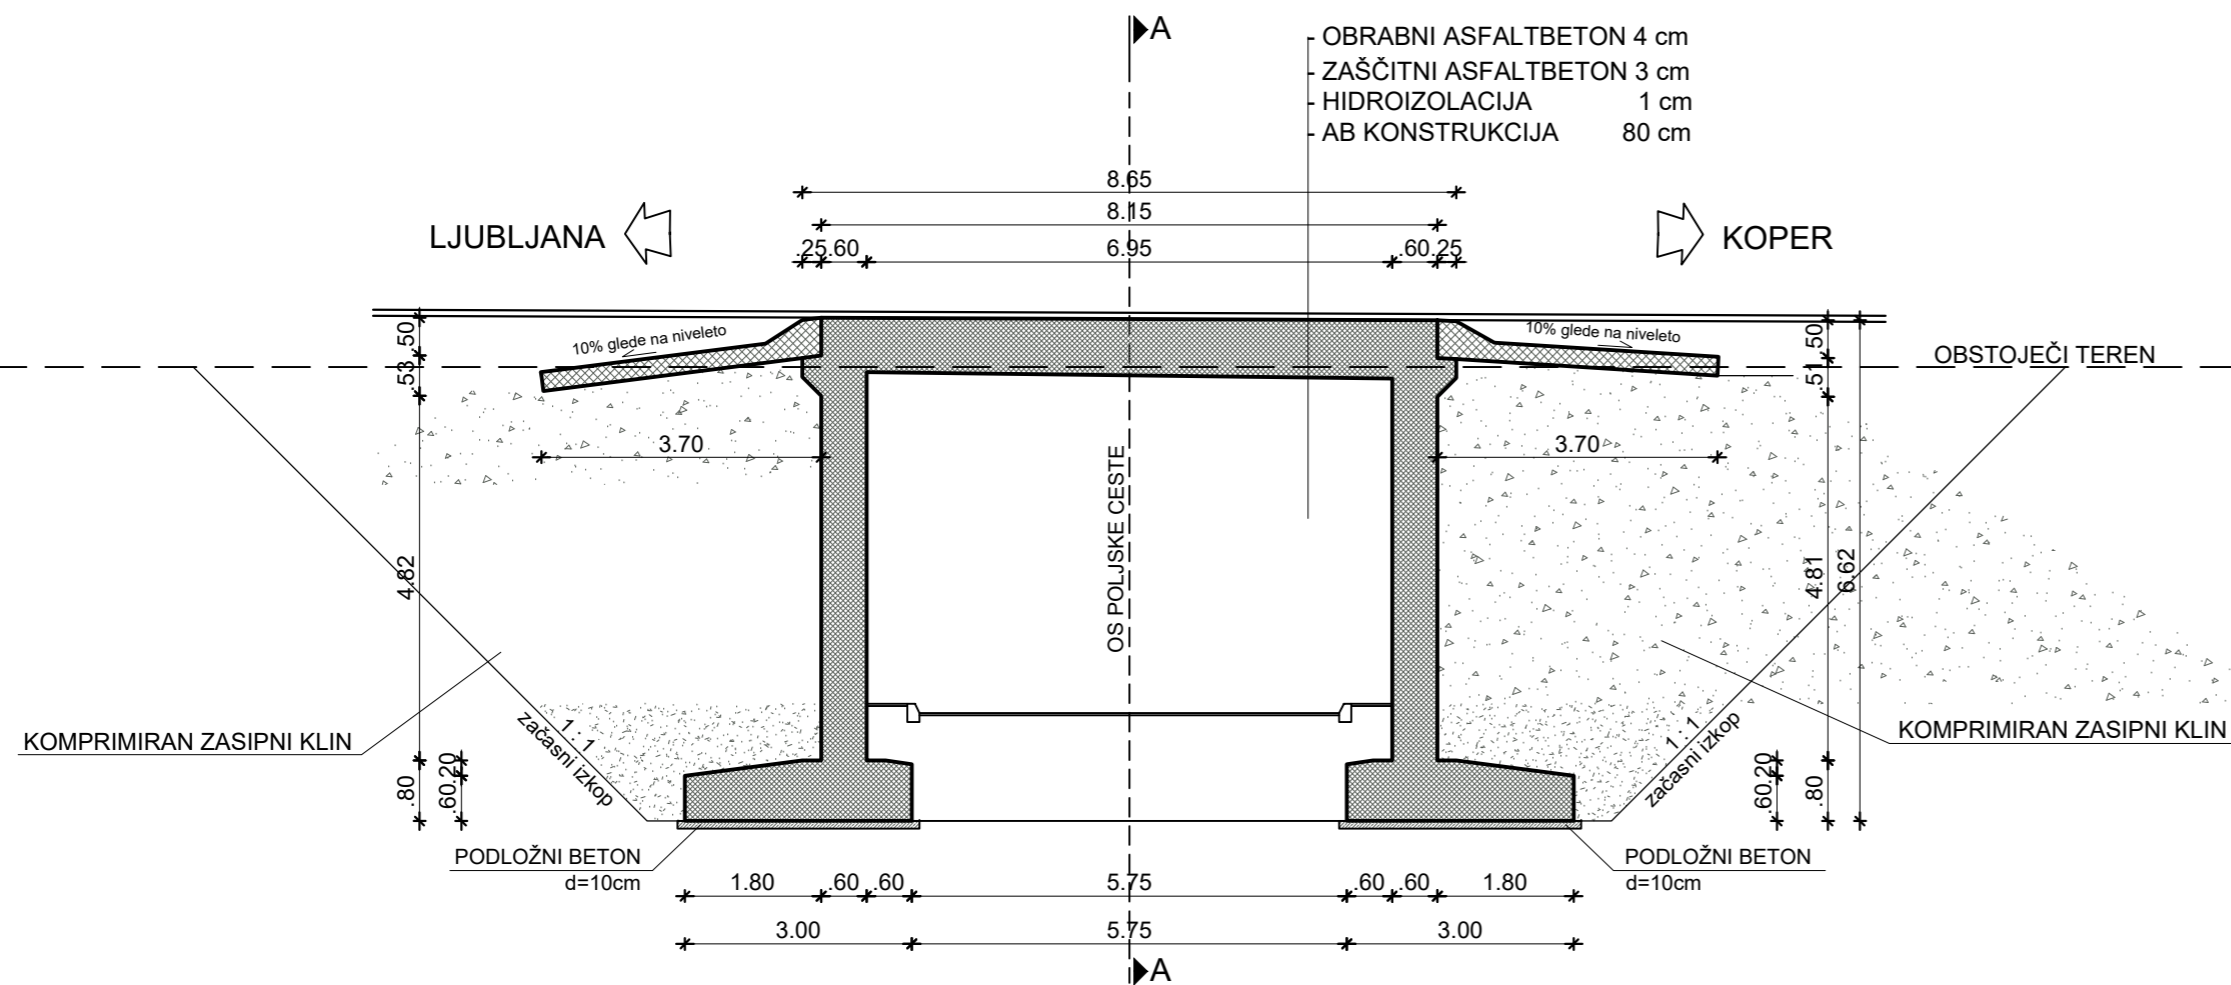 A
- OBRABNI ASFALTBETON 4 cm
- ZAŠČITNI ASFALTBETON 3 cm
- HIDROIZOLACIJA 1 cm
- AB KONSTRUKCIJA 80 cm
8.65
LJUBLJANA
8.15
KOPER
.25 .60 6.95 .60 .25
.50
10% glede na niveleto
10% glede na niveleto
.50
OBSTOJEČI TEREN
.53
.51
3.70
3.70
OS POLJSKE CESTE
4.82
4.81
6.62
KOMPRIMIRAN ZASIPNI KLIN
1:1
začasni izkop
1:1
začasni izkop
KOMPRIMIRAN ZASIPNI KLIN
.80
.60 .20
.60 .20
.80
PODLOŽNI BETON
d=10cm
PODLOŽNI BETON
d=10cm
1.80 .60 .60 5.75 .60 .60 1.80
3.00 5.75 3.00
A